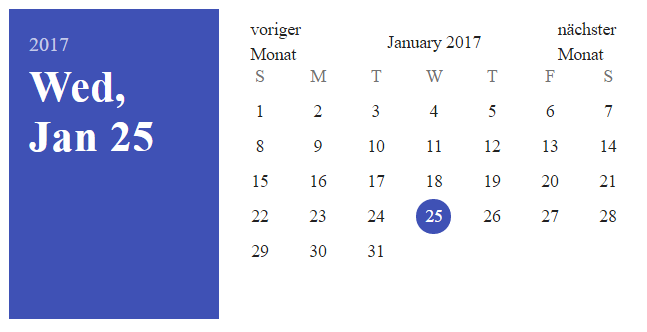 2017
Wed,
Jan 25
voriger
Monat
January 2017
nächster
Monat
S M T W T F S
1 2 3 4 5 6 7
8 9 10 11 12 13 14
15 16 17 18 19 20 21
22 23 24 25 26 27 28
29 30 31